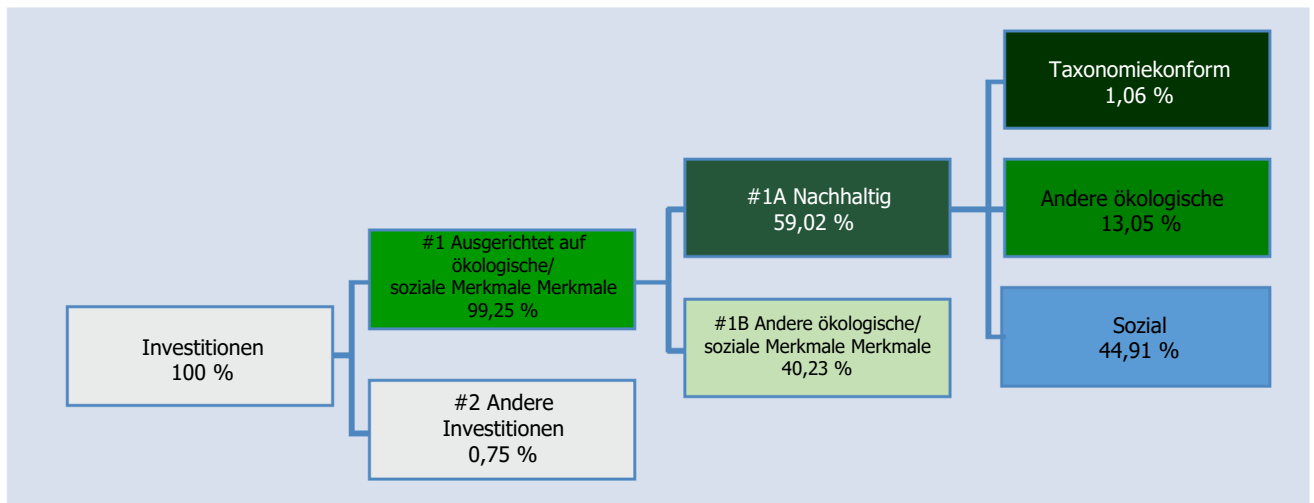 Investitionen
100 %
#1 Ausgerichtet auf
ökologische/
soziale Merkmale Merkmale
99,25 %
#2 Andere
Investitionen
0,75 %
#1A Nachhaltig
59,02 %
#1B Andere ökologische/
soziale Merkmale Merkmale
40,23 %
Taxonomiekonform
1,06 %
Andere ökologische
13,05 %
Sozial
44,91 %